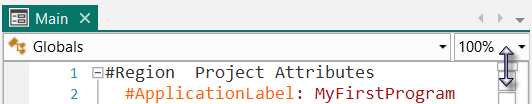 Main
Globals 100%
1 #Region  Project Attributes
2 #ApplicationLabel: MyFirstProgram